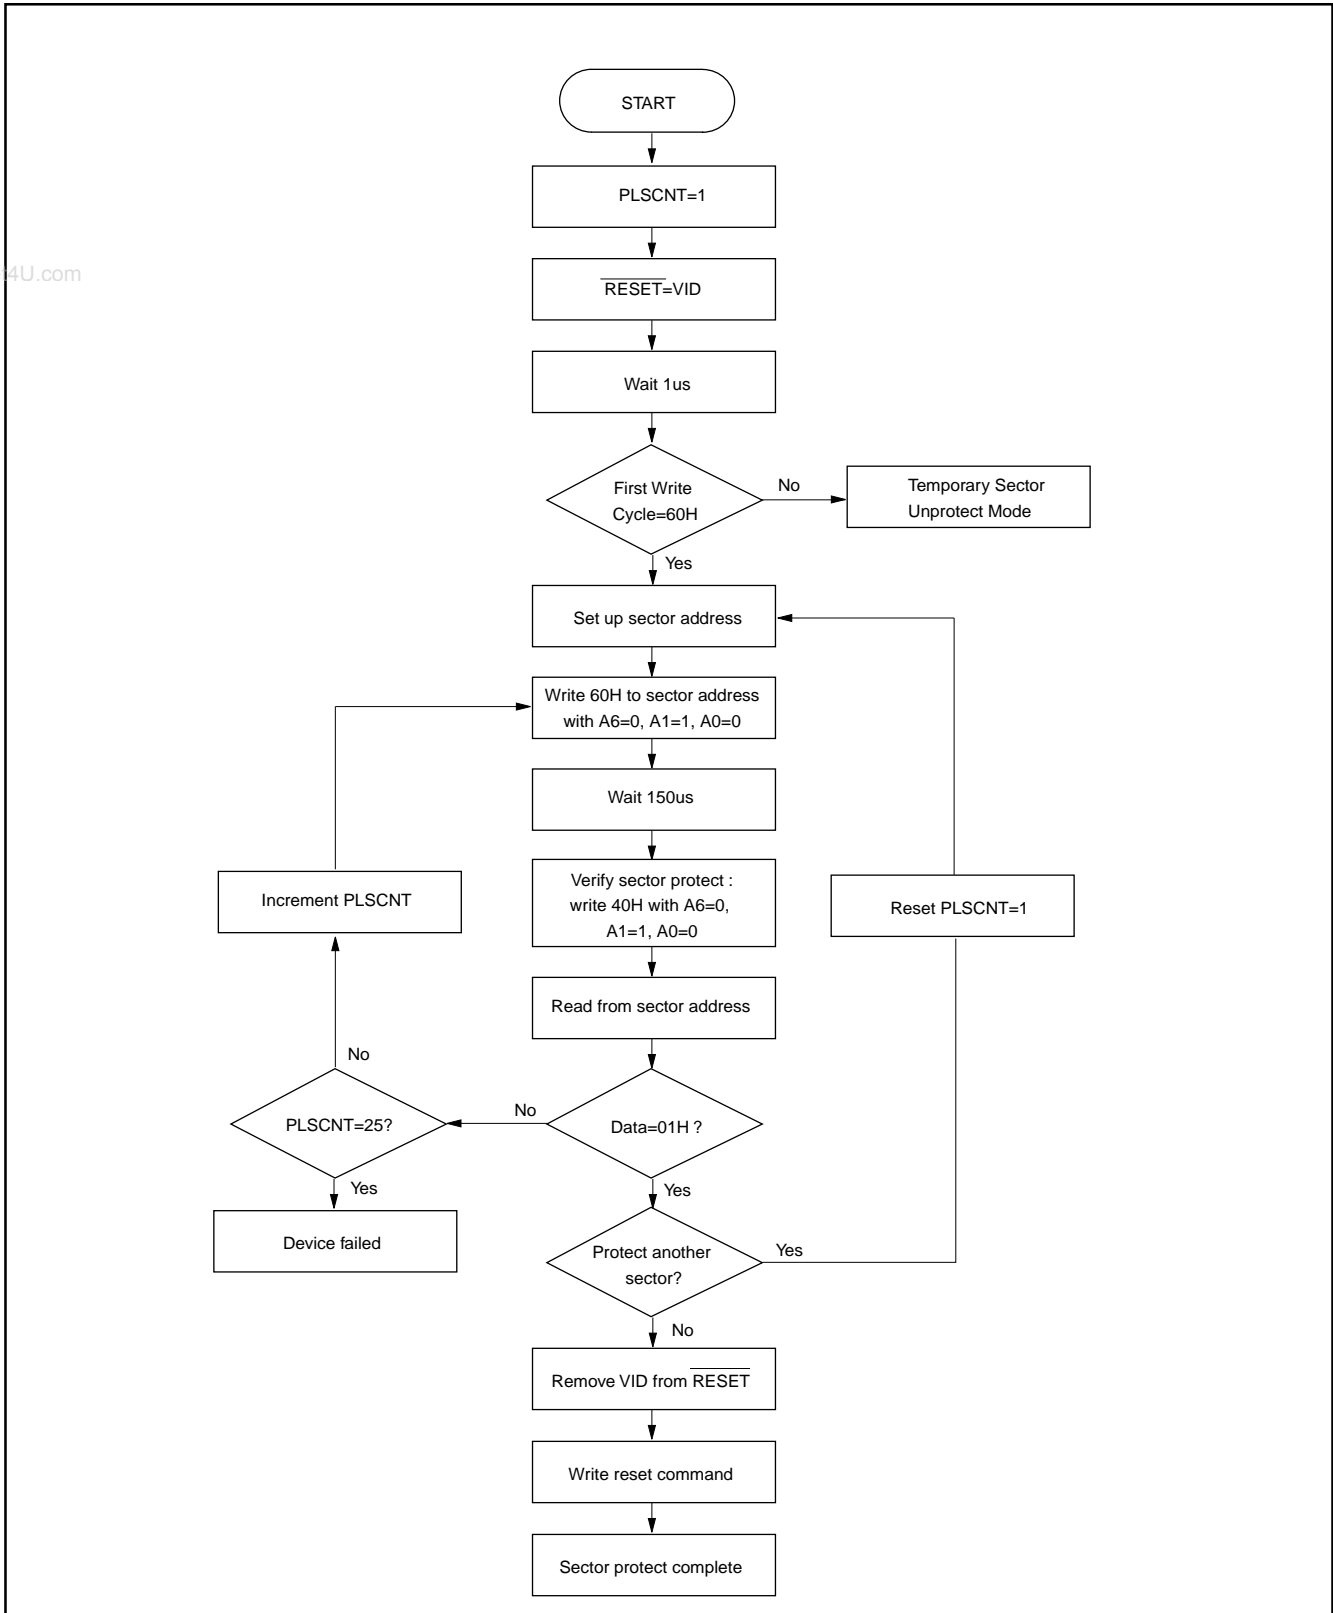 START
PLSCNT=1
4U.com
RESET=VID
Wait 1us
First Write
Cycle=60H
No
Temporary Sector
Unprotect Mode
Yes
Set up sector address
Write 60H to sector address
with A6=0, A1=1, A0=0
Wait 150us
Verify sector protect :
write 40H with A6=0,
A1=1, A0=0
Increment PLSCNT
Reset PLSCNT=1
Read from sector address
No
PLSCNT=25?
No
Data=01H ?
Yes
Device failed
Yes
Protect another
sector?
Yes
No
Remove VID from RESET
Write reset command
Sector protect complete